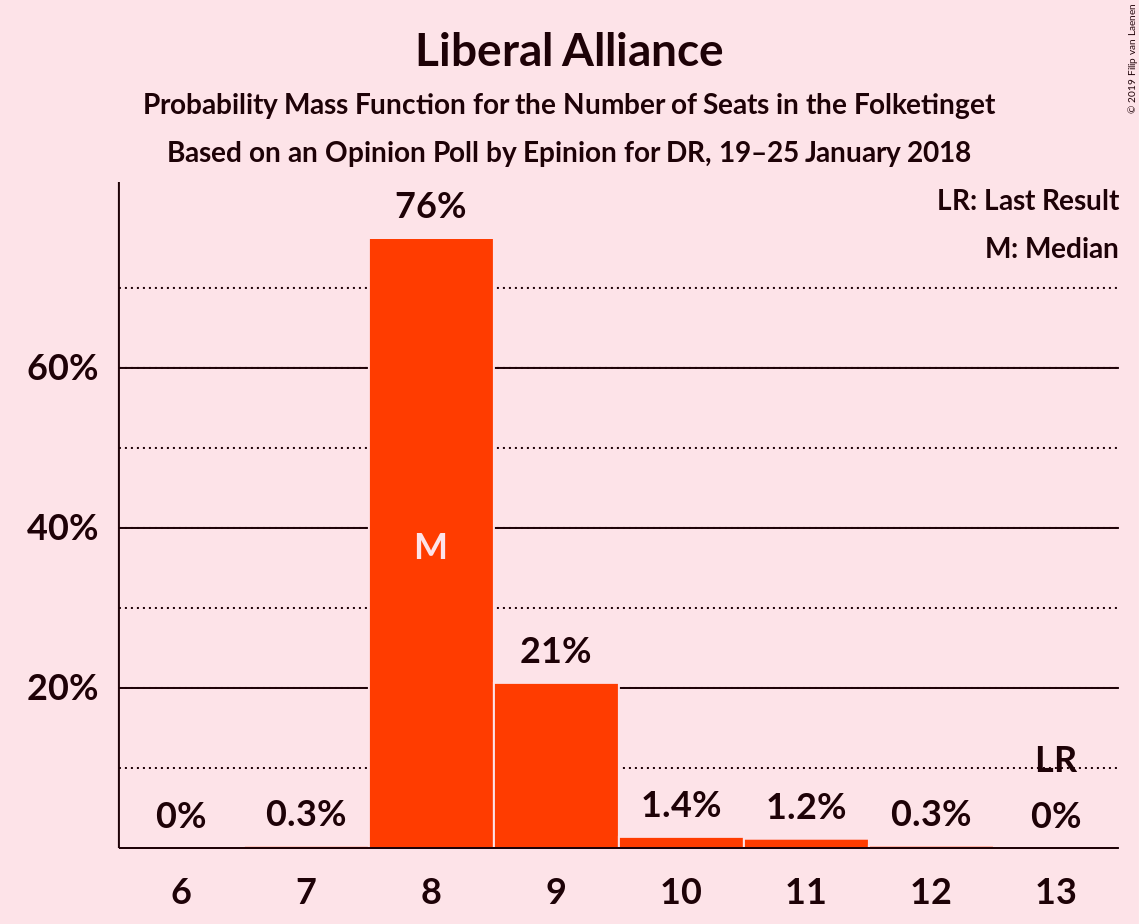 Liberal Alliance
Probability Mass Function for the Number of Seats in the Folketinget
Based on an Opinion Poll by Epinion for DR, 19–25 January 2018
© 2019 Filip van Laenen
LR: Last Result
M: Median
76%
60%
M
40%
21%
20%
LR
0%
0.3%
1.4%
1.2%
0.3%
0%
6 7 8 9 10 11 12 13